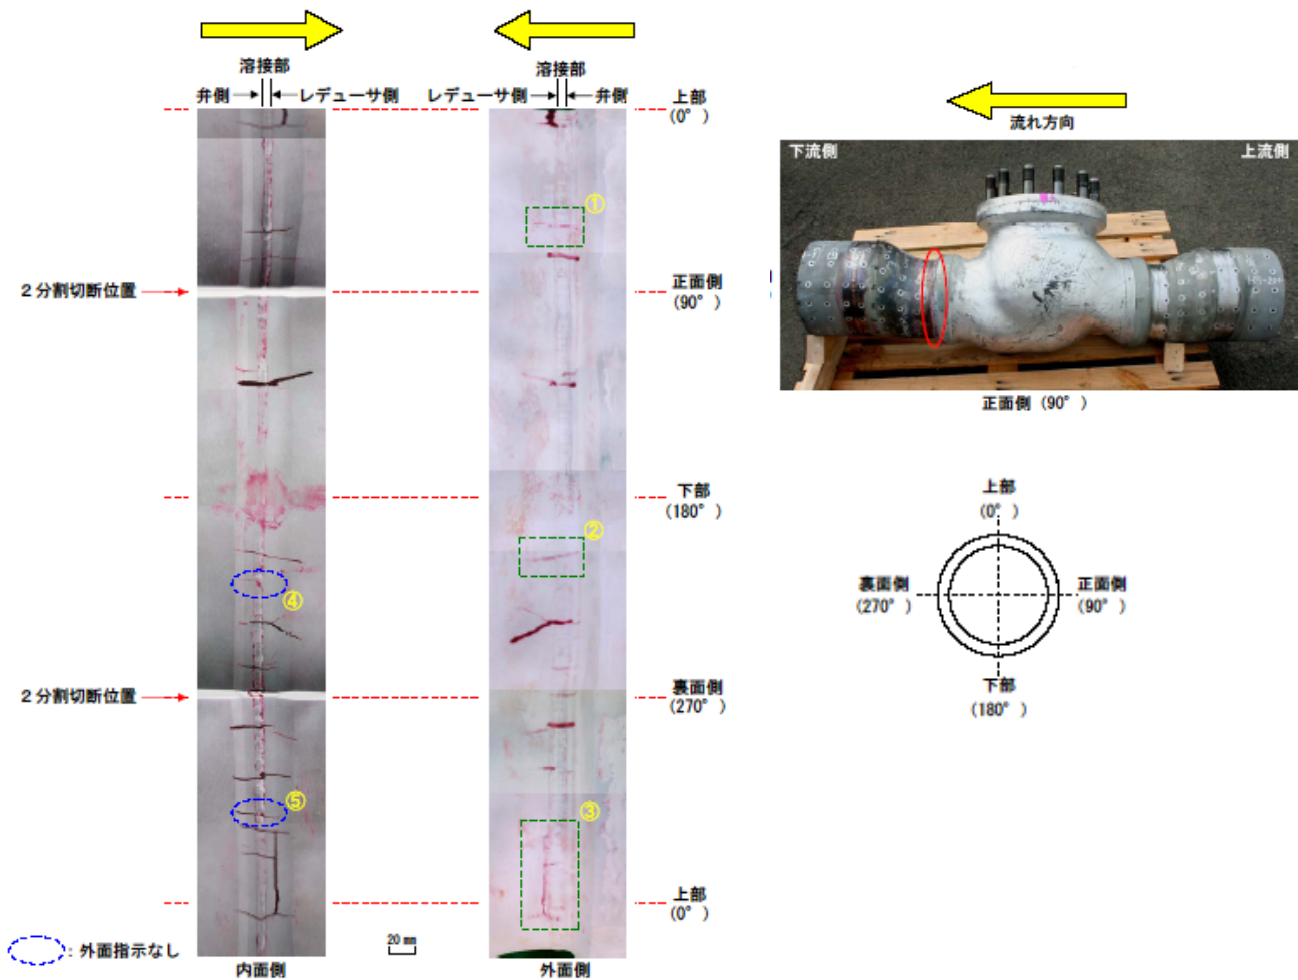 溶接部
弁側
レデューサ側
溶接部
レデューサ側
弁側
上部
(0°)
①
2分割切断位置
正面側
(90°)
下部
(180°)
②
④
2分割切断位置
裏面側
(270°)
⑤
③
上部
(0°)
:外面指示なし
20mm
内面側
外面側
流れ方向
下流側
上流側
正面側(90°)
上部
(0°)
裏面側
(270°)
正面側
(90°)
下部
(180°)